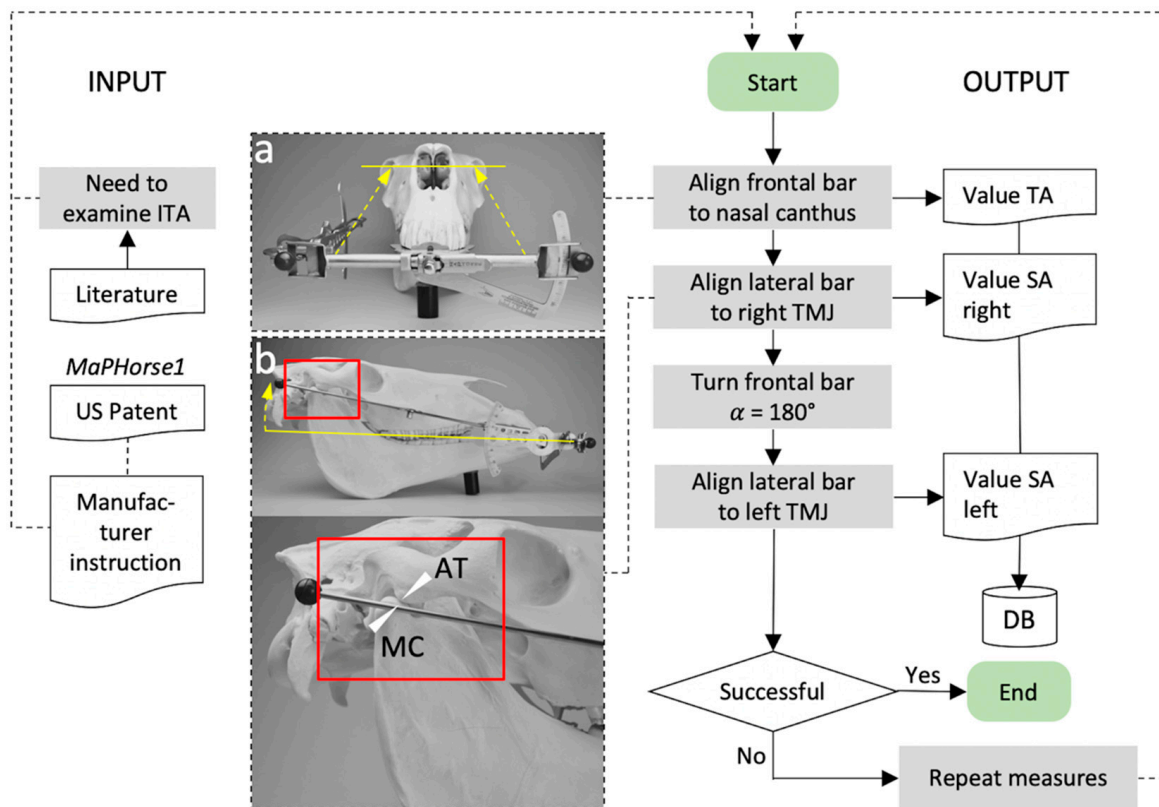 INPUT
Need to
examine ITA
Literature
MaPHorse1
US Patent
Manufac-
turer
instruction
a
b
AT
MC
Start
Align frontal bar
to nasal canthus
Align lateral bar
to right TMJ
Turn frontal bar
α = 180°
Align lateral bar
to left TMJ
Successful
Yes
No
End
Repeat measures
OUTPUT
Value TA
Value SA
right
Value SA
left
DB